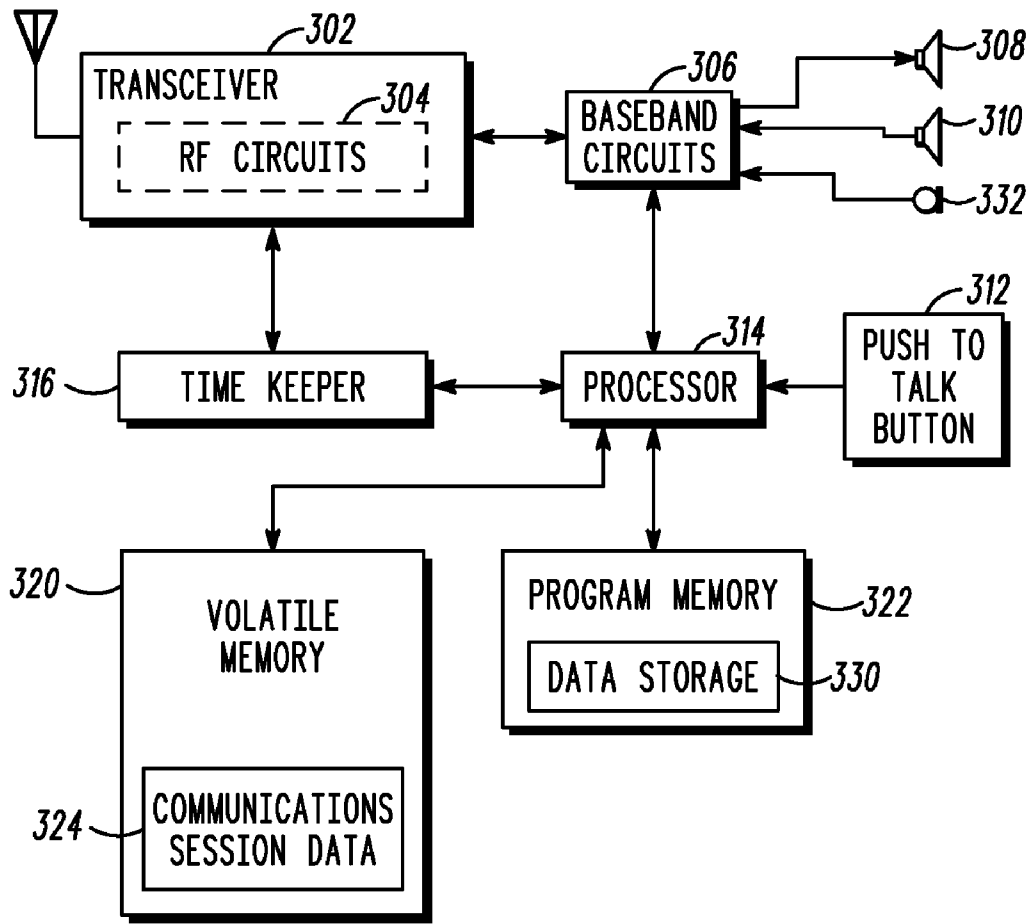 302
TRANSCEIVER
304
RF CIRCUITS
306
BASEBAND
CIRCUITS
308
310
332
312
PUSH TO
TALK
BUTTON
314
PROCESSOR
316
TIME KEEPER
320
VOLATILE
MEMORY
324
COMMUNICATIONS
SESSION DATA
PROGRAM MEMORY
322
DATA STORAGE
330